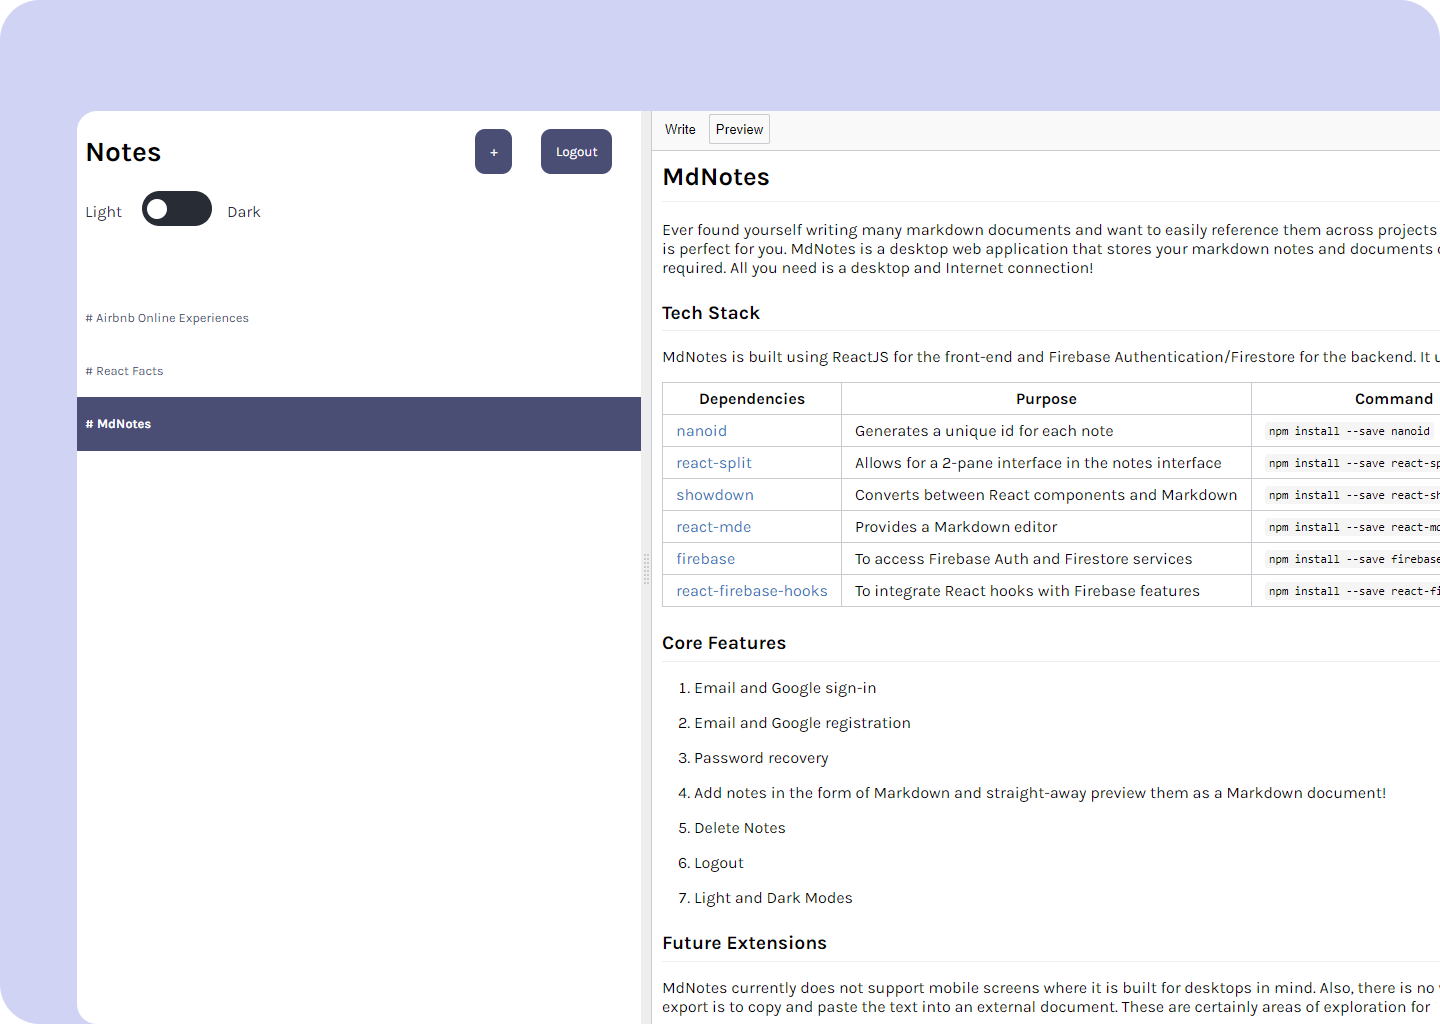 Notes
+
Logout
Light
Dark
# Airbnb Online Experiences
# React Facts
# MdNotes
Write
Preview
MdNotes
Ever found yourself writing many markdown documents and want to easily reference them across projects
is perfect for you. MdNotes is a desktop web application that stores your markdown notes and documents
required. All you need is a desktop and Internet connection!
Tech Stack
MdNotes is built using ReactJS for the front-end and Firebase Authentication/Firestore for the backend. It
Dependencies Purpose Command
nanoid Generates a unique id for each note npm install --save nanoid
react-split Allows for a 2-pane interface in the notes interface npm install --save react-sp
showdown Converts between React components and Markdown npm install --save react-sh
react-mde Provides a Markdown editor npm install --save react-md
firebase To access Firebase Auth and Firestore services npm install --save firebase
react-firebase-hooks To integrate React hooks with Firebase features npm install --save react-fi
Core Features
1. Email and Google sign-in
2. Email and Google registration
3. Password recovery
4. Add notes in the form of Markdown and straight-away preview them as a Markdown document!
5. Delete Notes
6. Logout
7. Light and Dark Modes
Future Extensions
MdNotes currently does not support mobile screens where it is built for desktops in mind. Also, there is no
export is to copy and paste the text into an external document. These are certainly areas of exploration for